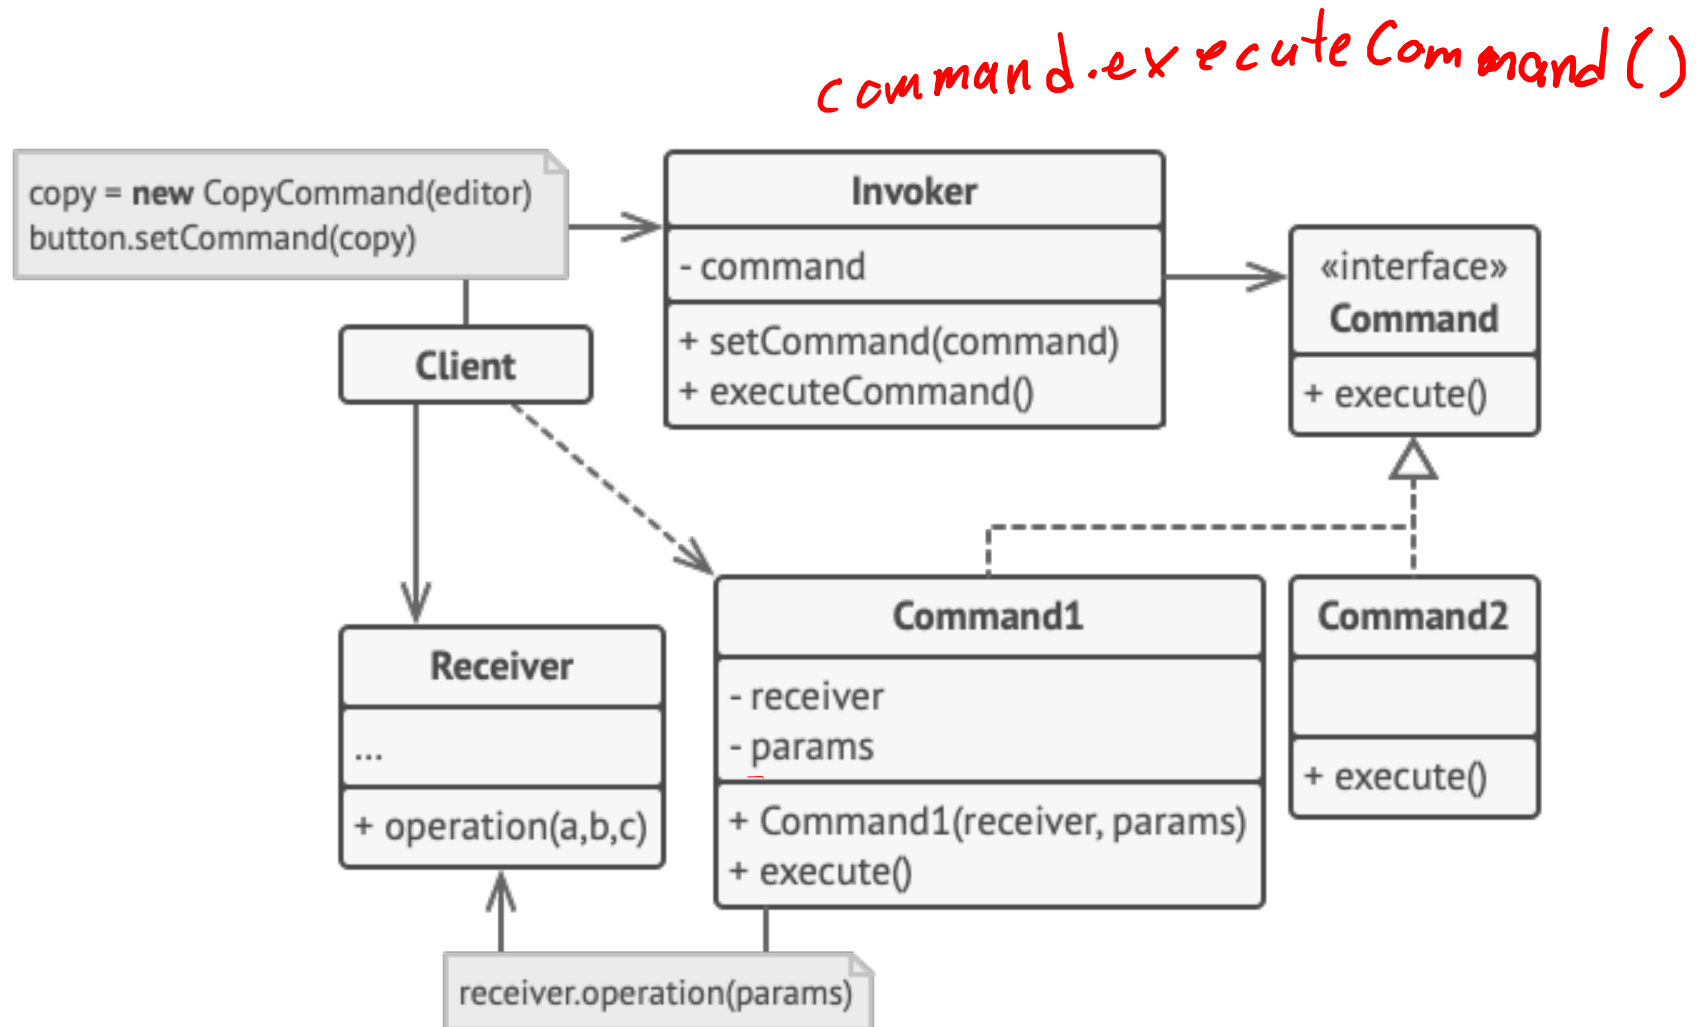 command.executeCommand()
copy = new CopyCommand(editor)
button.setCommand(copy)
Invoker
- command
+ setCommand(command)
+ executeCommand()
«interface»
Command
+ execute()
Client
Receiver
...
+ operation(a,b,c)
Command1
- receiver
- params
+ Command1(receiver, params)
+ execute()
Command2
+ execute()
receiver.operation(params)